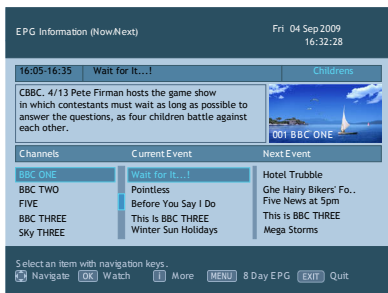 EPG Information (Now/Next)
Fri 04 Sep 2009
16:32:28
16:05-16:35 Wait for It...! Childrens
CBBC. 4/13 Pete Firman hosts the game show
in which contestants must wait as long as possible to
answer the questions, as four children battle against
each other.
001 BBC ONE
Channels Current Event Next Event
BBC ONE Wait for It...! Hotel Trubble
BBC TWO Pointless Ghe Hairy Bikers' Fo..
FIVE Before You Say I Do Five News at 5pm
BBC THREE This Is BBC THREE This is BBC THREE
SKy THREE Winter Sun Holidays Mega Storms
Select an item with navigation keys.
Navigate OK Watch i More MENU 8 Day EPG EXIT Quit